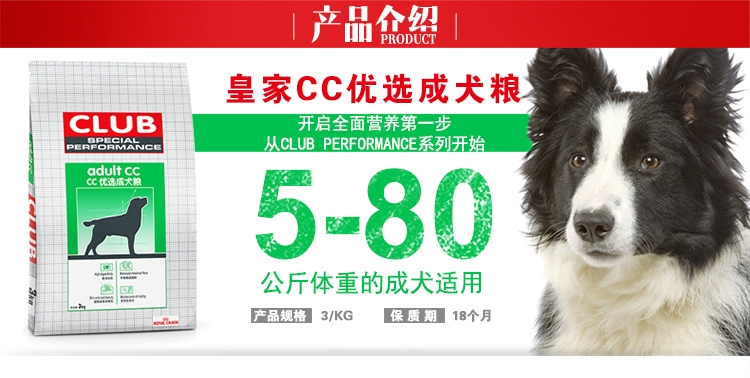 产品介绍
PRODUCT
皇家CC优选成犬粮
开启全面营养第一步
从CLUB PERFORMANCE系列开始
5-80
公斤体重的成犬适用
产品规格 3/KG 保质期 18个月
CLUB
SPECIAL
PERFORMANCE
adult CC
CC 优选成犬粮
3kg
ROYAL CANIN